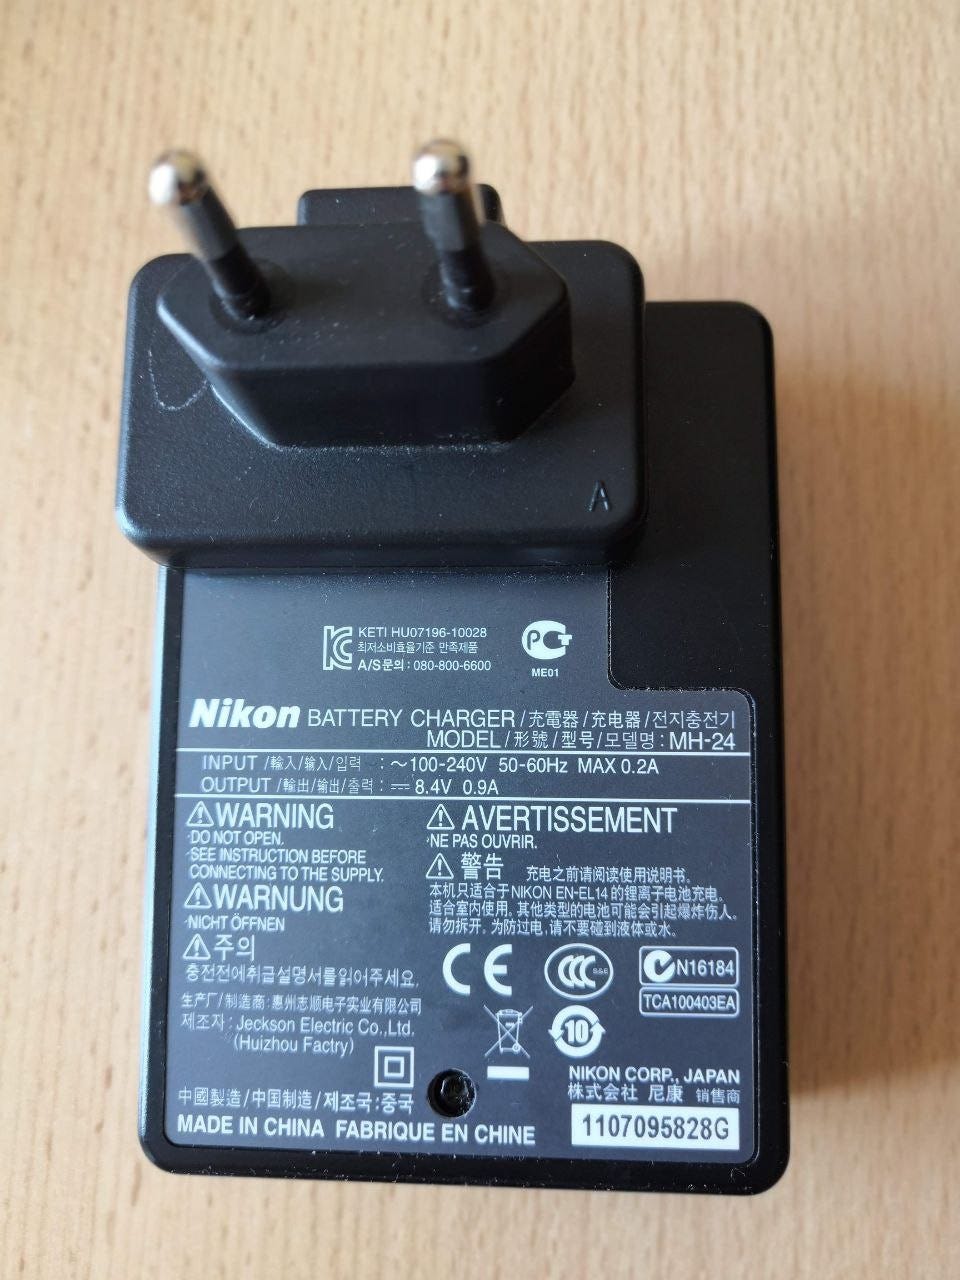 A
KETI HU07196-10028
최저소비효율기준 만족제품
A/S문의 : 080-800-6600
PCT
ME01
Nikon BATTERY CHARGER /充電器/充电器/전지충전기
MODEL/形號/型号/모델명 : MH-24
INPUT /輸入/输入/입력 : ～100-240V 50-60Hz MAX 0.2A
OUTPUT /輸出/输出/출력 : ⎓ 8.4V 0.9A
⚠WARNING
·DO NOT OPEN.
·SEE INSTRUCTION BEFORE
CONNECTING TO THE SUPPLY.
⚠WARNUNG
·NICHT ÖFFNEN
⚠주의
충전전에취급설명서를읽어주세요.
⚠ AVERTISSEMENT
·NE PAS OUVRIR.
⚠ 警告 充电之前请阅读使用说明书。
本机只适合于NIKON EN-EL14的锂离子电池充电。
适合室内使用。其他类型的电池可能会引起爆炸伤人。
请勿拆开。为防过电,请不要碰到液体或水。
CE
CCC S&E
N16184
TCA100403EA
10
生产厂/制造商:惠州志顺电子实业有限公司
제조자 : Jeckson Electric Co.,Ltd.
(Huizhou Factry)
NIKON CORP., JAPAN
株式会社 尼康 销售商
中國製造/中国制造/제조국:중국
MADE IN CHINA FABRIQUE EN CHINE
1107095828G